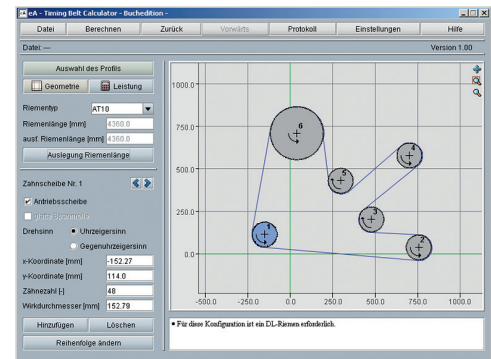 eA - Timing Belt Calculator - Buchedition -
Datei Berechnen Zurück Vorwärts Protokoll Einstellungen Hilfe
Datei: --- Version 1.00
Auswahl des Profils
Geometrie Leistung
Riementyp AT10
Riemenlänge [mm] 4360.0
ausf. Riemenlänge [mm] 4360.0
Auslegung Riemenlänge
Zahnscheibe Nr. 1
Antriebsscheibe
glatte Spannrolle
Drehsinn Uhrzeigersinn
Gegenuhrzeigersinn
x-Koordinate [mm] -152.27
y-Koordinate [mm] 114.0
Zähnezahl [-] 48
Wirkdurchmesser [mm] 152.79
Hinzufügen Löschen
Reihenfolge ändern
1000.0
750.0
500.0
250.0
0.0
-500.0 -250.0 0.0 250.0 500.0 750.0 1000.0
6
4
5
3
1
2
Für diese Konfiguration ist ein DL-Riemen erforderlich.